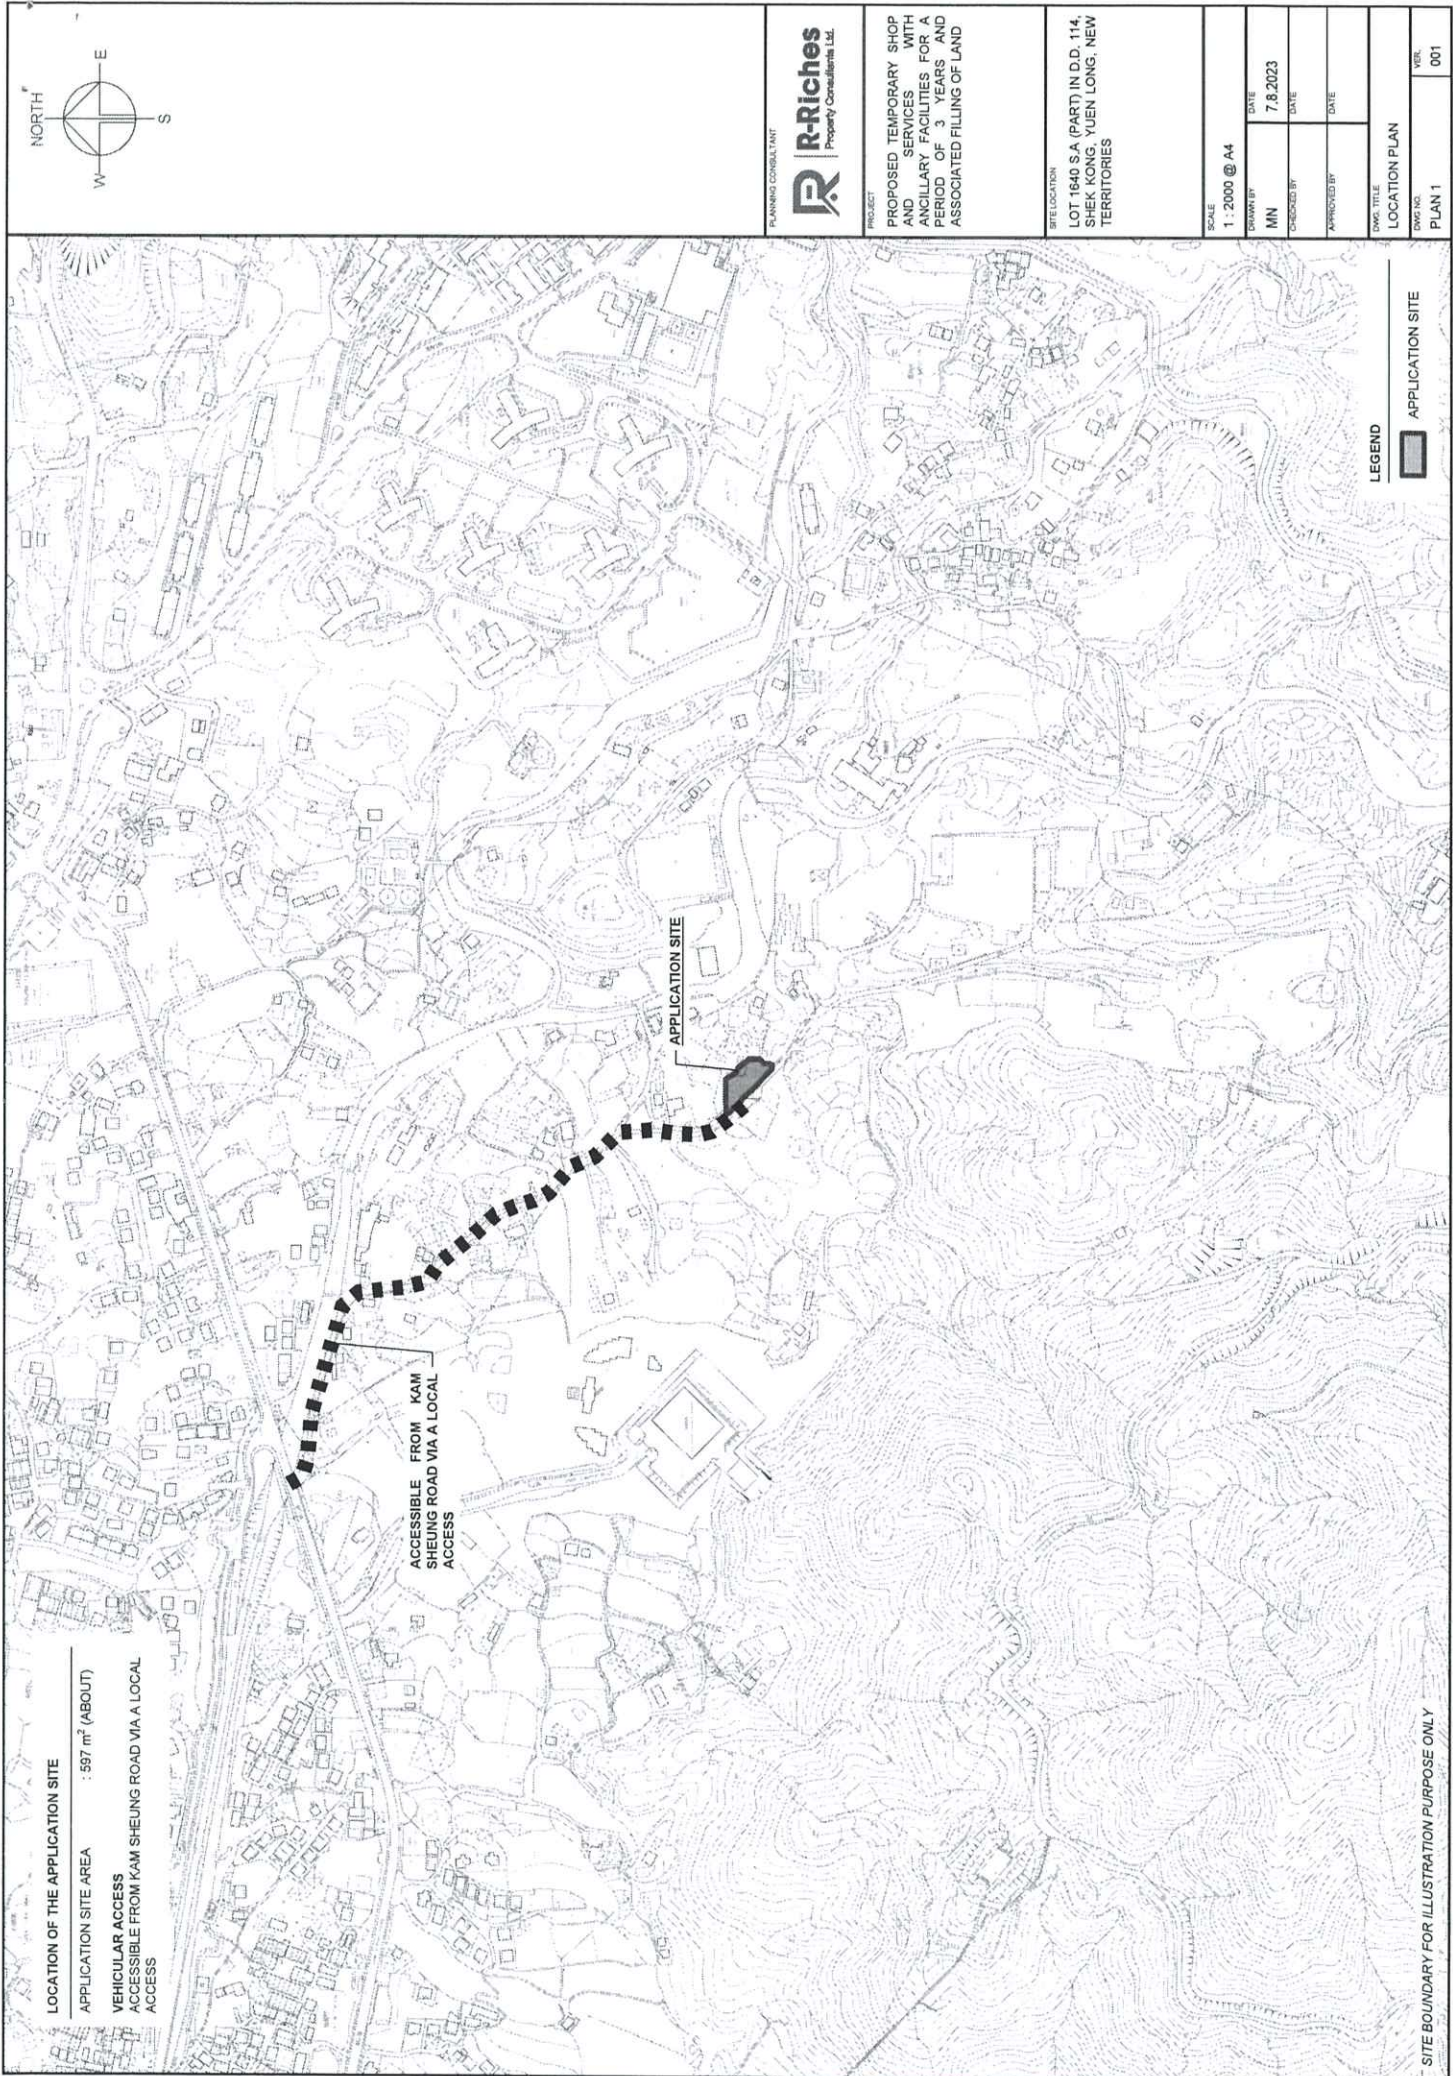 LOCATION OF THE APPLICATION SITE
APPLICATION SITE AREA : 597 m² (ABOUT)
VEHICULAR ACCESS
ACCESSIBLE FROM KAM SHEUNG ROAD VIA A LOCAL
ACCESS
ACCESSIBLE FROM KAM
SHEUNG ROAD VIA A LOCAL
ACCESS
APPLICATION SITE
SITE BOUNDARY FOR ILLUSTRATION PURPOSE ONLY
LEGEND
APPLICATION SITE
NORTH
W
E
S
PLANNING CONSULTANT
R-Riches
Property Consultants Ltd.
PROJECT
PROPOSED TEMPORARY SHOP
AND SERVICES WITH
ANCILLARY FACILITIES FOR A
PERIOD OF 3 YEARS AND
ASSOCIATED FILLING OF LAND
SITE LOCATION
LOT 1640 S.A (PART) IN D.D. 114,
SHEK KONG, YUEN LONG, NEW
TERRITORIES
SCALE
1 : 2000 @ A4
DRAWN BY DATE
MN 7.8.2023
CHECKED BY DATE
APPROVED BY DATE
DWG. TITLE
LOCATION PLAN
DWG NO. VER.
PLAN 1 001